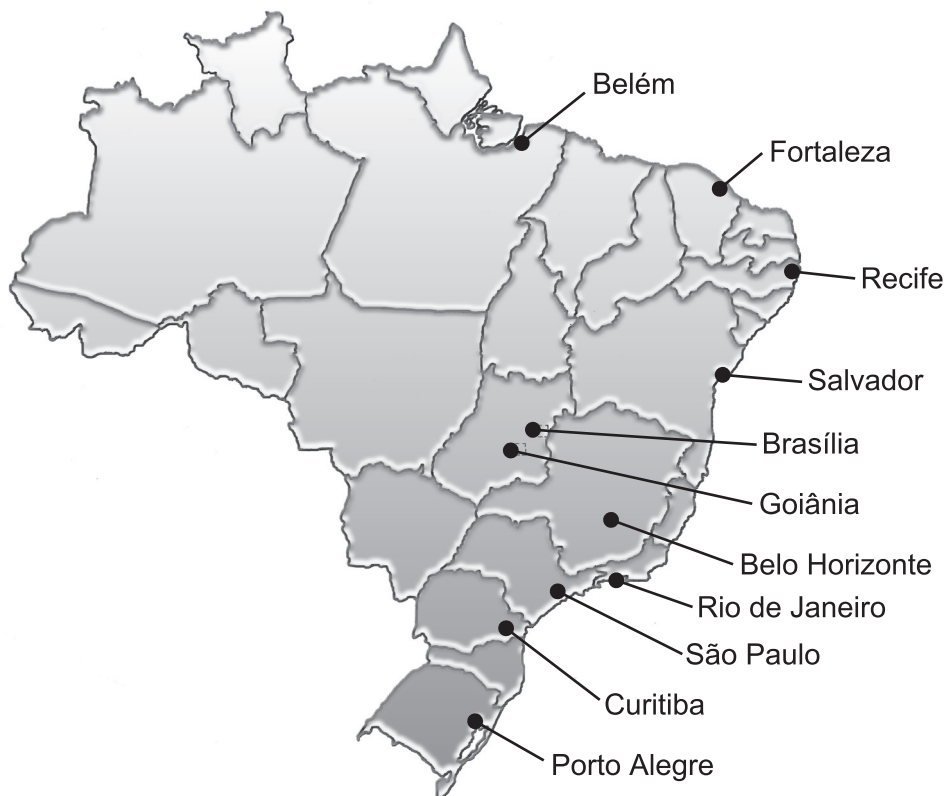 Belém
Fortaleza
Recife
Salvador
Brasília
Goiânia
Belo Horizonte
Rio de Janeiro
São Paulo
Curitiba
Porto Alegre